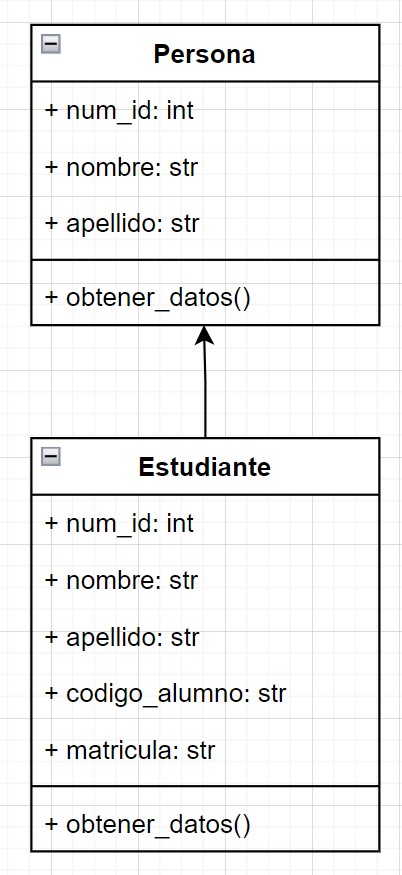 Persona
+ num_id: int
+ nombre: str
+ apellido: str
+ obtener_datos()
Estudiante
+ num_id: int
+ nombre: str
+ apellido: str
+ codigo_alumno: str
+ matricula: str
+ obtener_datos()